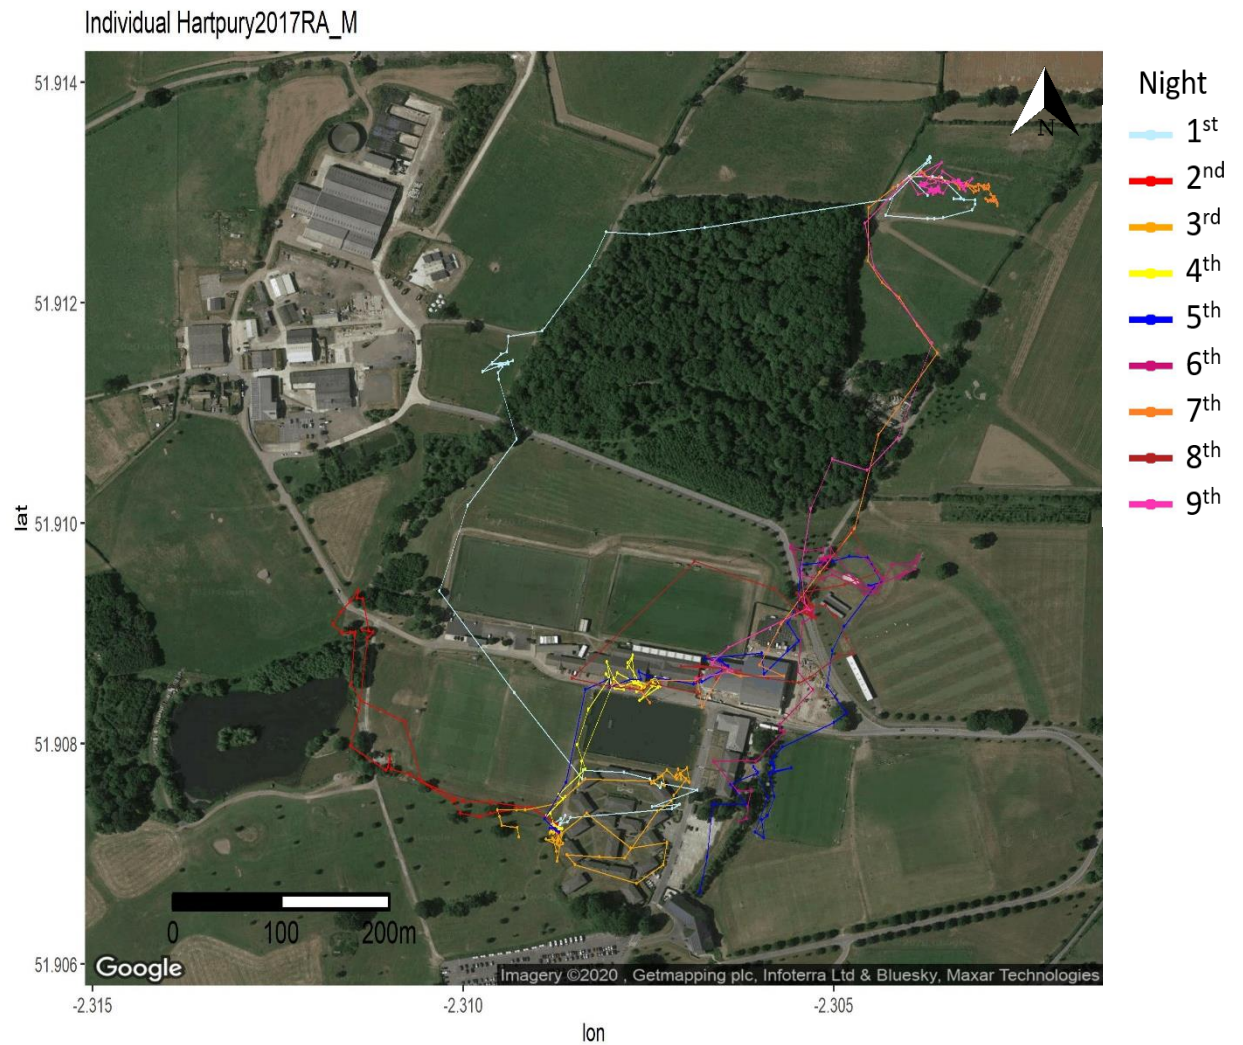 Individual Hartpury2017RA_M
51.914
51.912
51.910
51.908
51.906
lat
N
Night
1st
2nd
3rd
4th
5th
6th
7th
8th
9th
0 100 200m
Google
Imagery ©2020 , Getmapping plc, Infoterra Ltd & Bluesky, Maxar Technologies
-2.315 -2.310 -2.305
lon